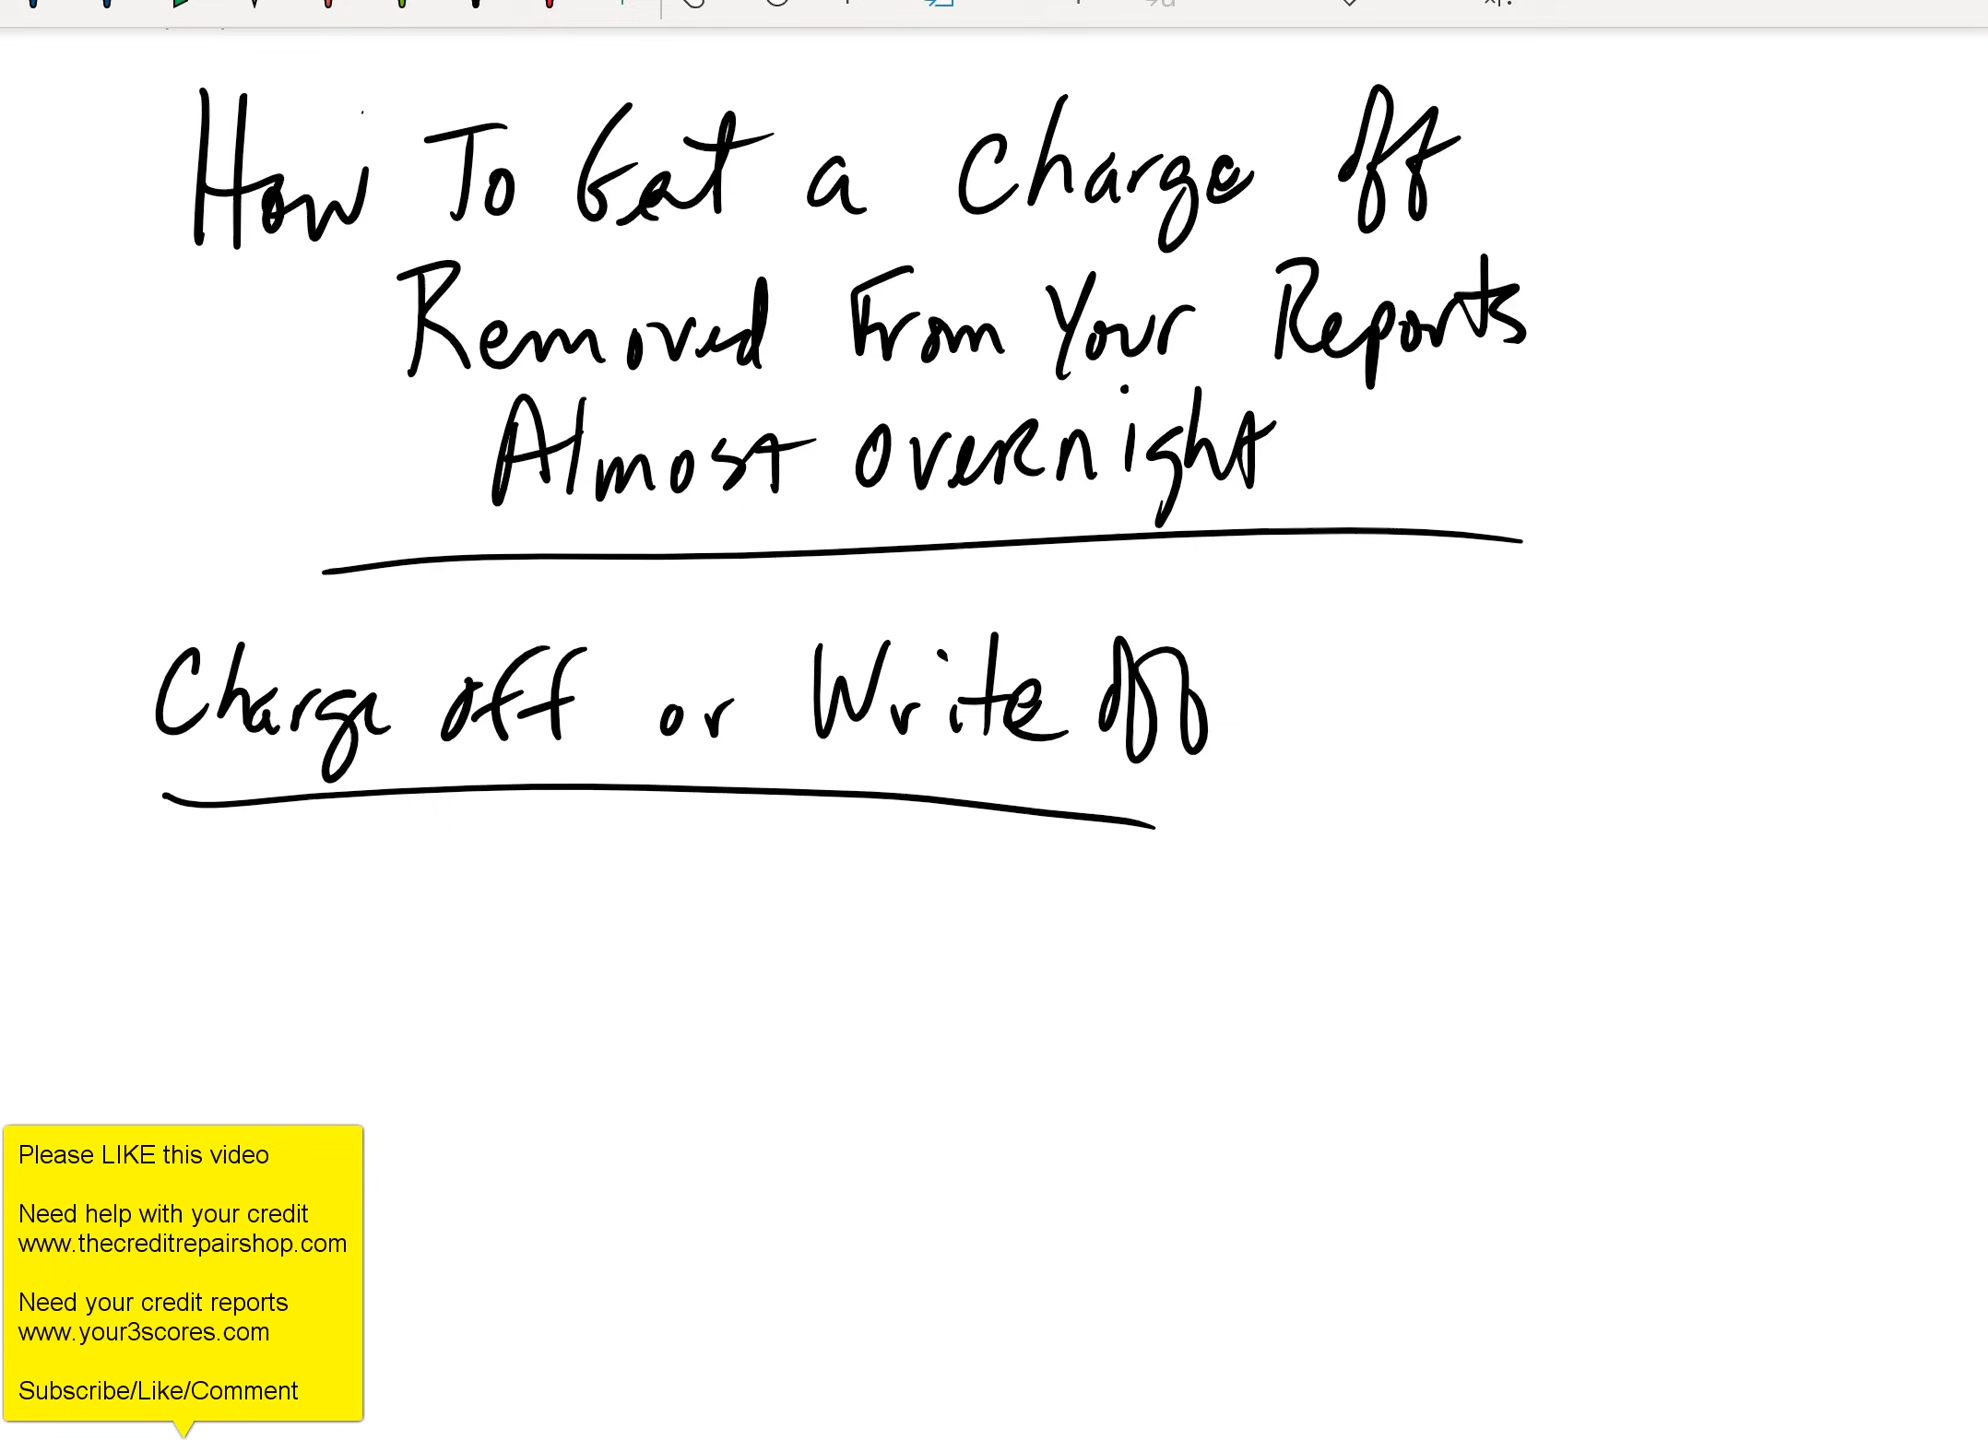 How To Get a Charge off
Removed From Your Reports
Almost overnight
Charge off or Write off
Please LIKE this video
Need help with your credit
www.thecreditrepairshop.com
Need your credit reports
www.your3scores.com
Subscribe/Like/Comment